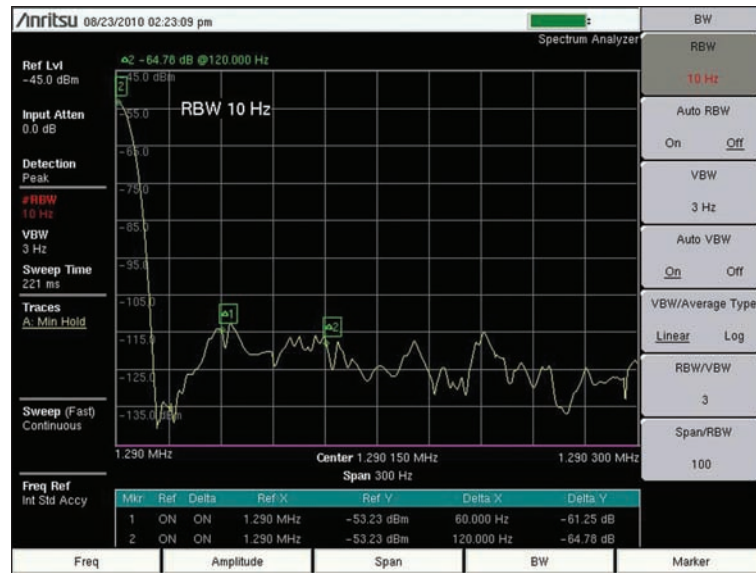 Anritsu 08/23/2010 02:23:09 pm
Spectrum Analyzer
Ref Lvl
-45.0 dBm
Input Atten
0.0 dB
Detection
Peak
#RBW
10 Hz
VBW
3 Hz
Sweep Time
221 ms
Traces
A: Min Hold
Sweep (Fast)
Continuous
Freq Ref
Int Std Accy
▵2 -64.78 dB @120.000 Hz
-45.0 dBm
2
RBW 10 Hz
-55.0
-65.0
-75.0
-85.0
-95.0
-105.0
▵1
▵2
-115.0
-125.0
-135.0 dBm
1.290 MHz Center 1.290 150 MHz 1.290 300 MHz
Span 300 Hz
Mkr Ref Delta Ref X Ref Y Delta X Delta Y
1 ON ON 1.290 MHz -53.23 dBm 60.000 Hz -61.25 dB
2 ON ON 1.290 MHz -53.23 dBm 120.000 Hz -64.78 dB
BW
RBW
10 Hz
Auto RBW
On Off
VBW
3 Hz
Auto VBW
On Off
VBW/Average Type
Linear Log
RBW/VBW
3
Span/RBW
100
Freq Amplitude Span BW Marker